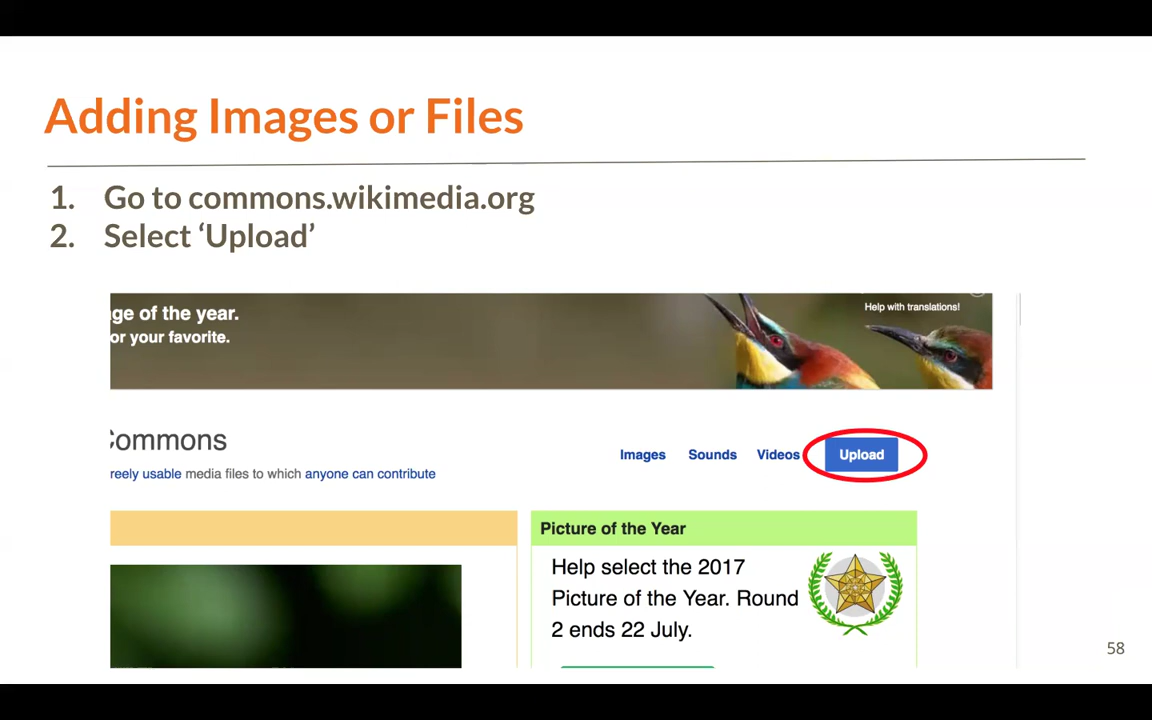 Adding Images or Files
1. Go to commons.wikimedia.org
2. Select ‘Upload’
ge of the year.
or your favorite.
Help with translations!
Commons
reely usable media files to which anyone can contribute
Images Sounds Videos Upload
Picture of the Year
Help select the 2017
Picture of the Year. Round
2 ends 22 July.
58